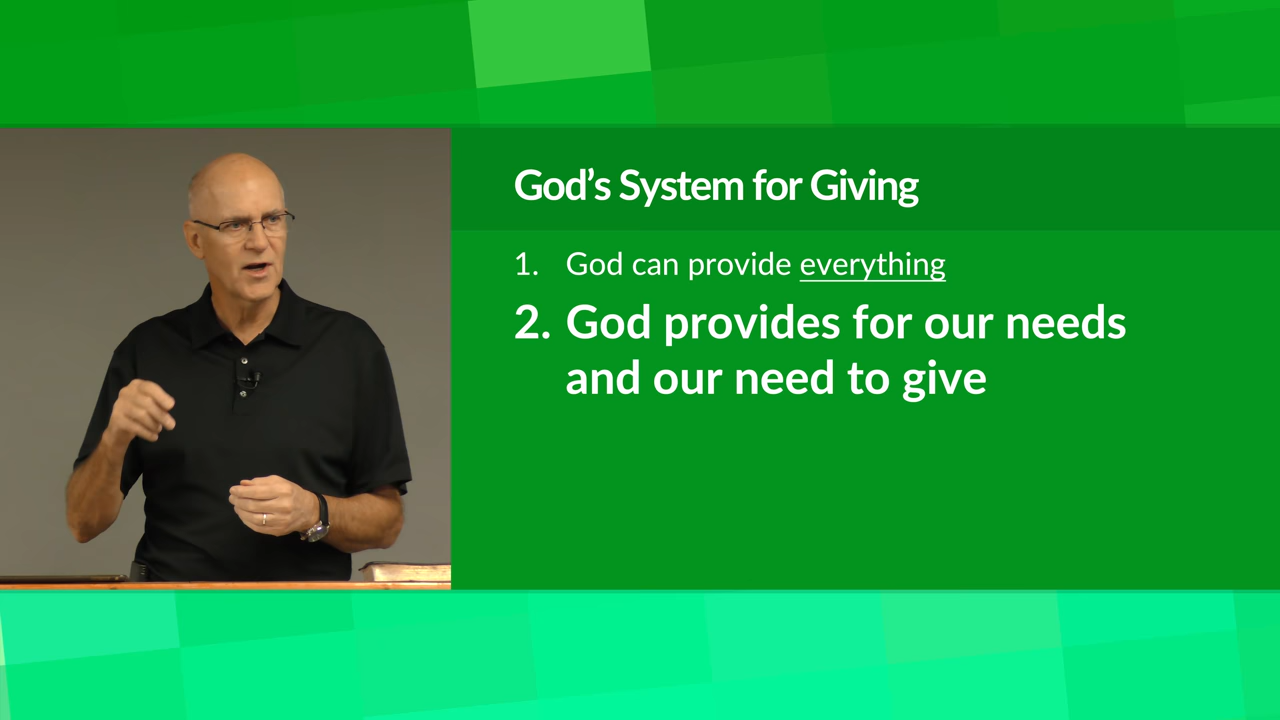 God’s System for Giving
1. God can provide everything
2. God provides for our needs
and our need to give